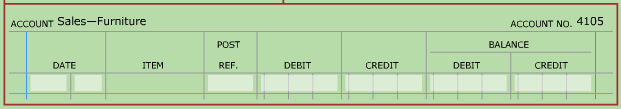 ACCOUNT Sales—Furniture ACCOUNT NO. 4105
POST BALANCE
DATE ITEM REF. DEBIT CREDIT DEBIT CREDIT